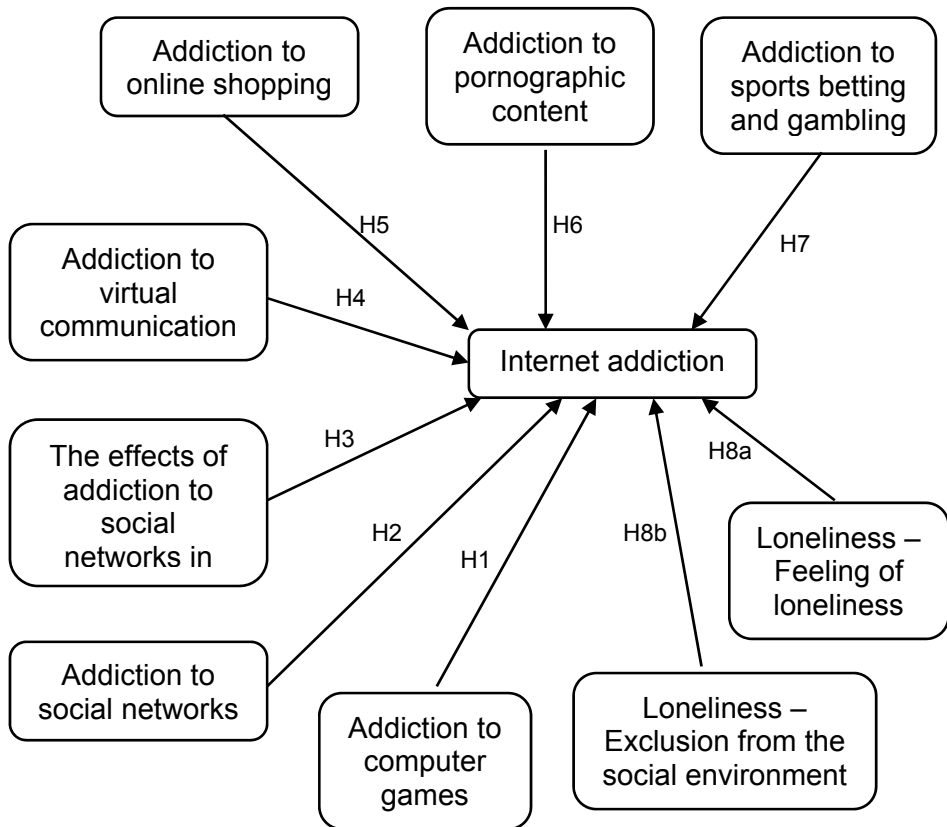 Addiction to
online shopping
Addiction to
pornographic
content
Addiction to
sports betting
and gambling
H5
H6
H7
Addiction to
virtual
communication
H4
Internet addiction
The effects of
addiction to
social
networks in
H3
H2
H1
H8b
H8a
Loneliness –
Feeling of
loneliness
Addiction to
social networks
Addiction to
computer
games
Loneliness –
Exclusion from the
social environment